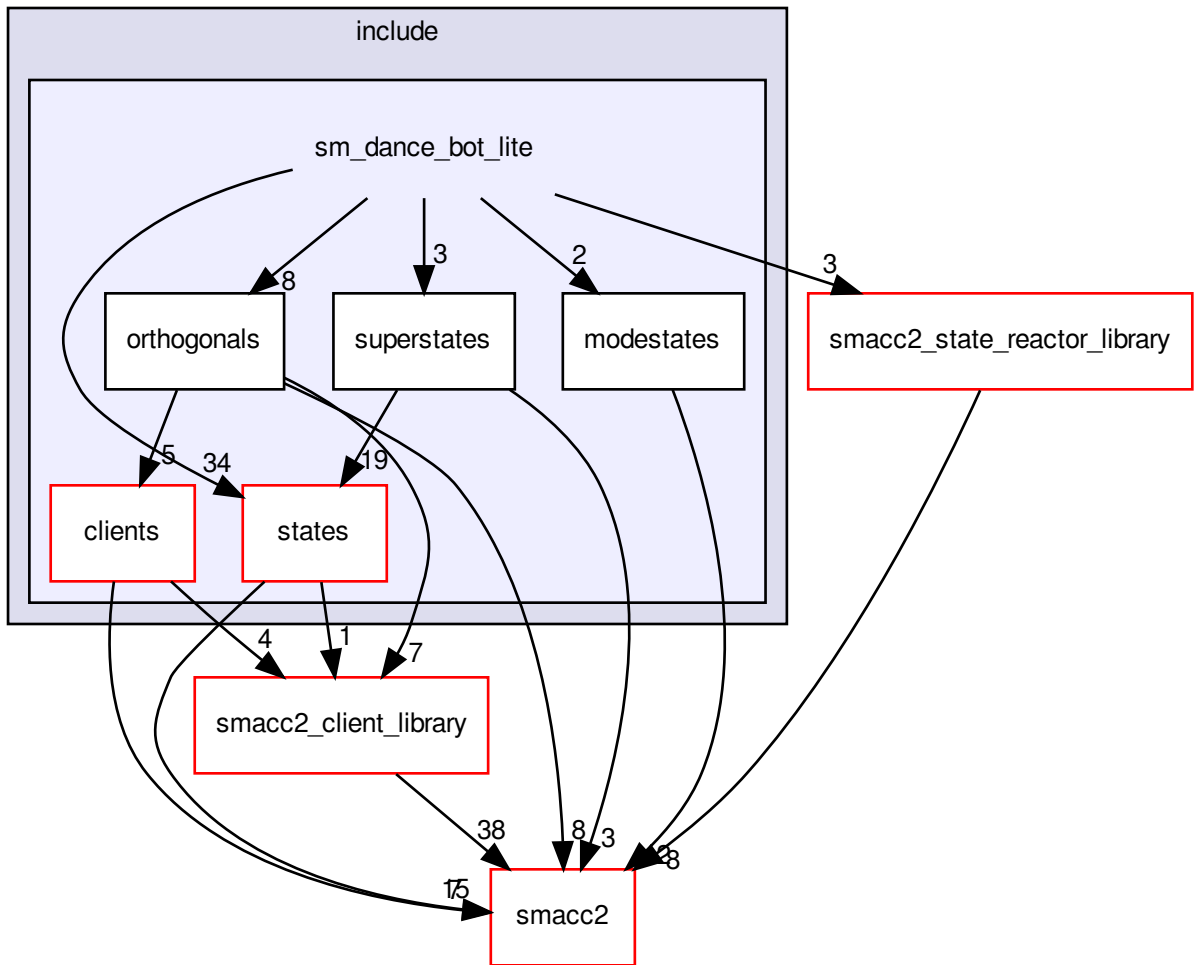 include
sm_dance_bot_lite
3
2
3
8
orthogonals
superstates
modestates
smacc2_state_reactor_library
5
34
19
clients
states
4
1
7
smacc2_client_library
38
8
3
8
smacc2